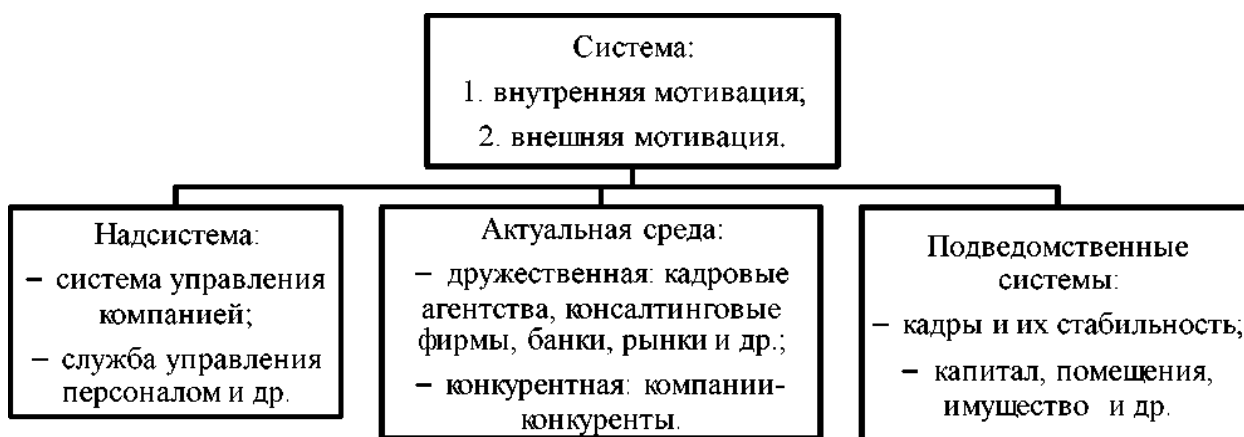 Система:
1. внутренняя мотивация;
2. внешняя мотивация.
Надсистема:
– система управления
компанией;
– служба управления
персоналом и др.
Актуальная среда:
– дружественная: кадровые
агентства, консалтинговые
фирмы, банки, рынки и др.;
– конкурентная: компании-
конкуренты.
Подведомственные
системы:
– кадры и их стабильность;
– капитал, помещения,
имущество и др.